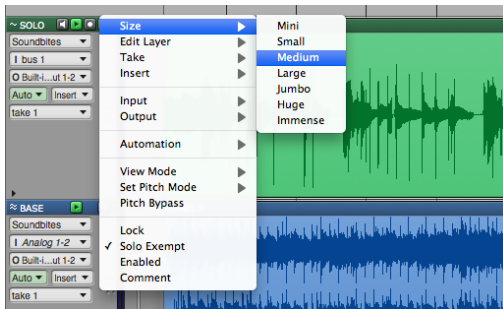 SOLO
Soundbites
I bus 1
O Built-i...ut 1-2
Auto Insert
take 1
BASE
Soundbites
I Analog 1-2
O Built-i...ut 1-2
Auto Insert
take 1
Size
Edit Layer
Take
Insert
Input
Output
Automation
View Mode
Set Pitch Mode
Pitch Bypass
Lock
✓ Solo Exempt
Enabled
Comment
Mini
Small
Medium
Large
Jumbo
Huge
Immense